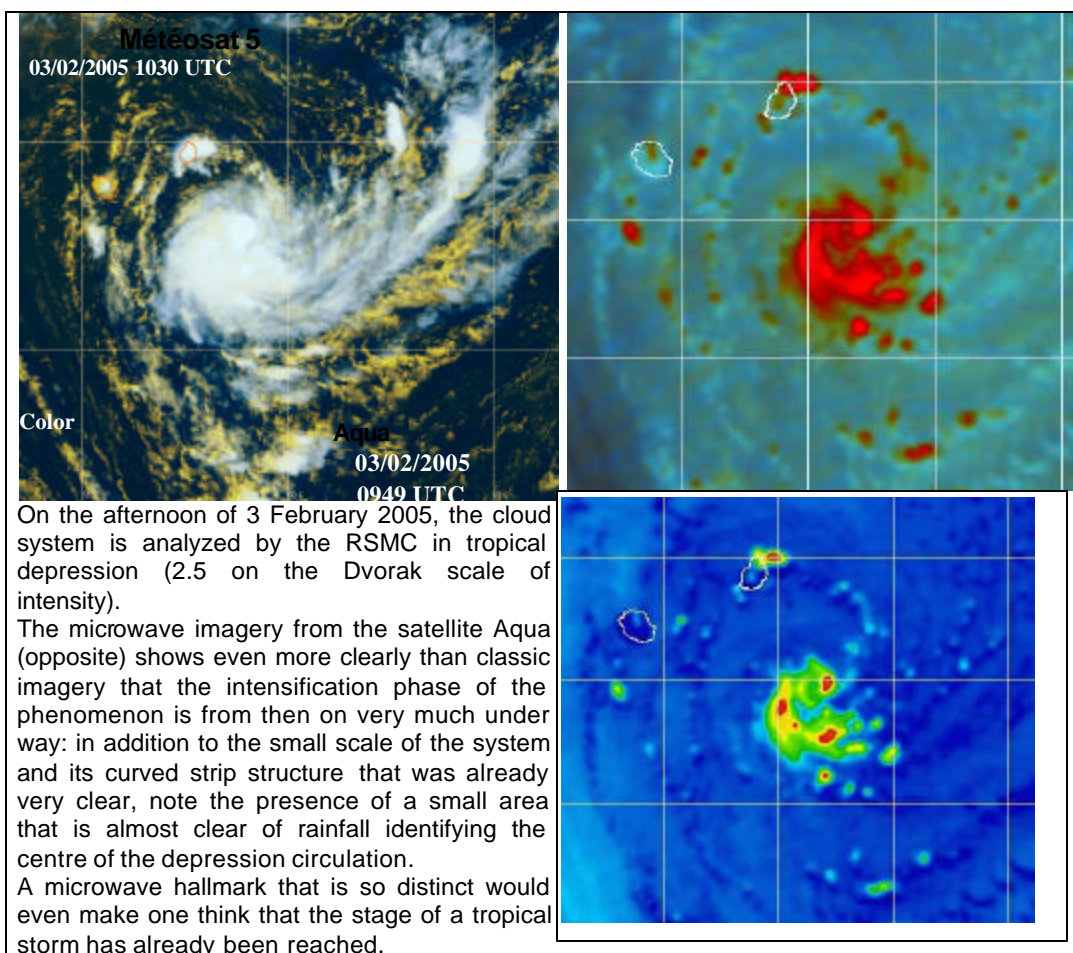 Météosat 5
03/02/2005 1030 UTC
Color
Aqua
03/02/2005
0949 UTC
On the afternoon of 3 February 2005, the cloud
system is analyzed by the RSMC in tropical
depression (2.5 on the Dvorak scale of
intensity).
The microwave imagery from the satellite Aqua
(opposite) shows even more clearly than classic
imagery that the intensification phase of the
phenomenon is from then on very much under
way: in addition to the small scale of the system
and its curved strip structure that was already
very clear, note the presence of a small area
that is almost clear of rainfall identifying the
centre of the depression circulation.
A microwave hallmark that is so distinct would
even make one think that the stage of a tropical
storm has already been reached.